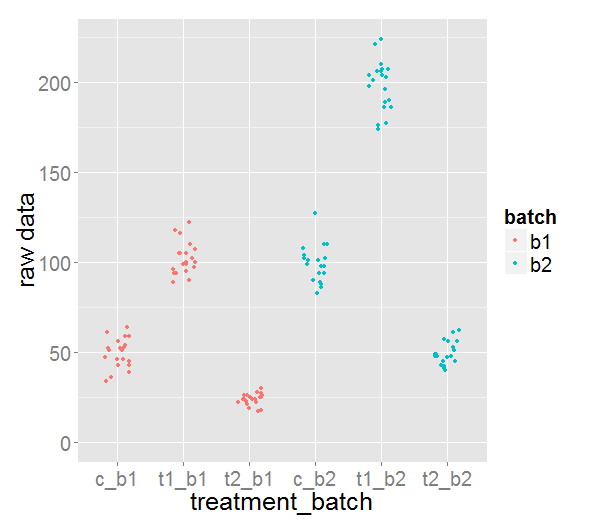 200
150
100
50
0
raw data
c_b1 t1_b1 t2_b1 c_b2 t1_b2 t2_b2
treatment_batch
batch
b1
b2